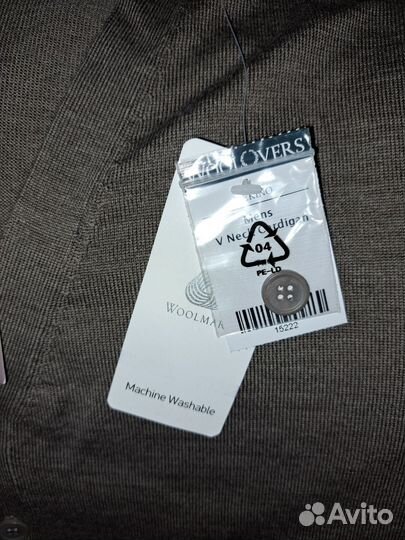 WOOLOVERS
Mens
V Neck Cardigan
04
PE-LD
15222
WOOLMARK
Machine Washable
Avito